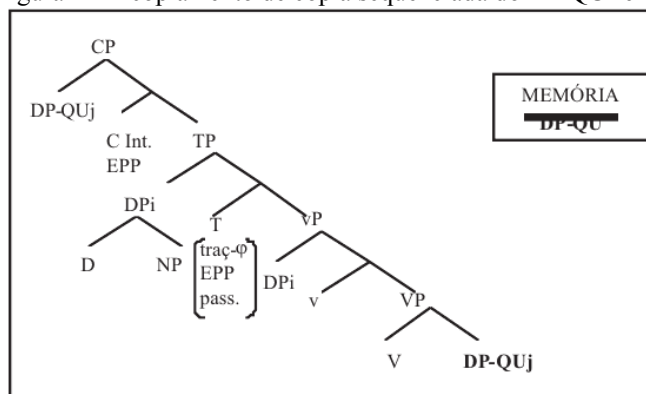 CP
MEMÓRIA
DP-QUj
DP-QU
C Int.
TP
EPP
DPi
T
vP
D
NP
traç-φ
EPP
pass.
DPi
v
VP
V
DP-QUj